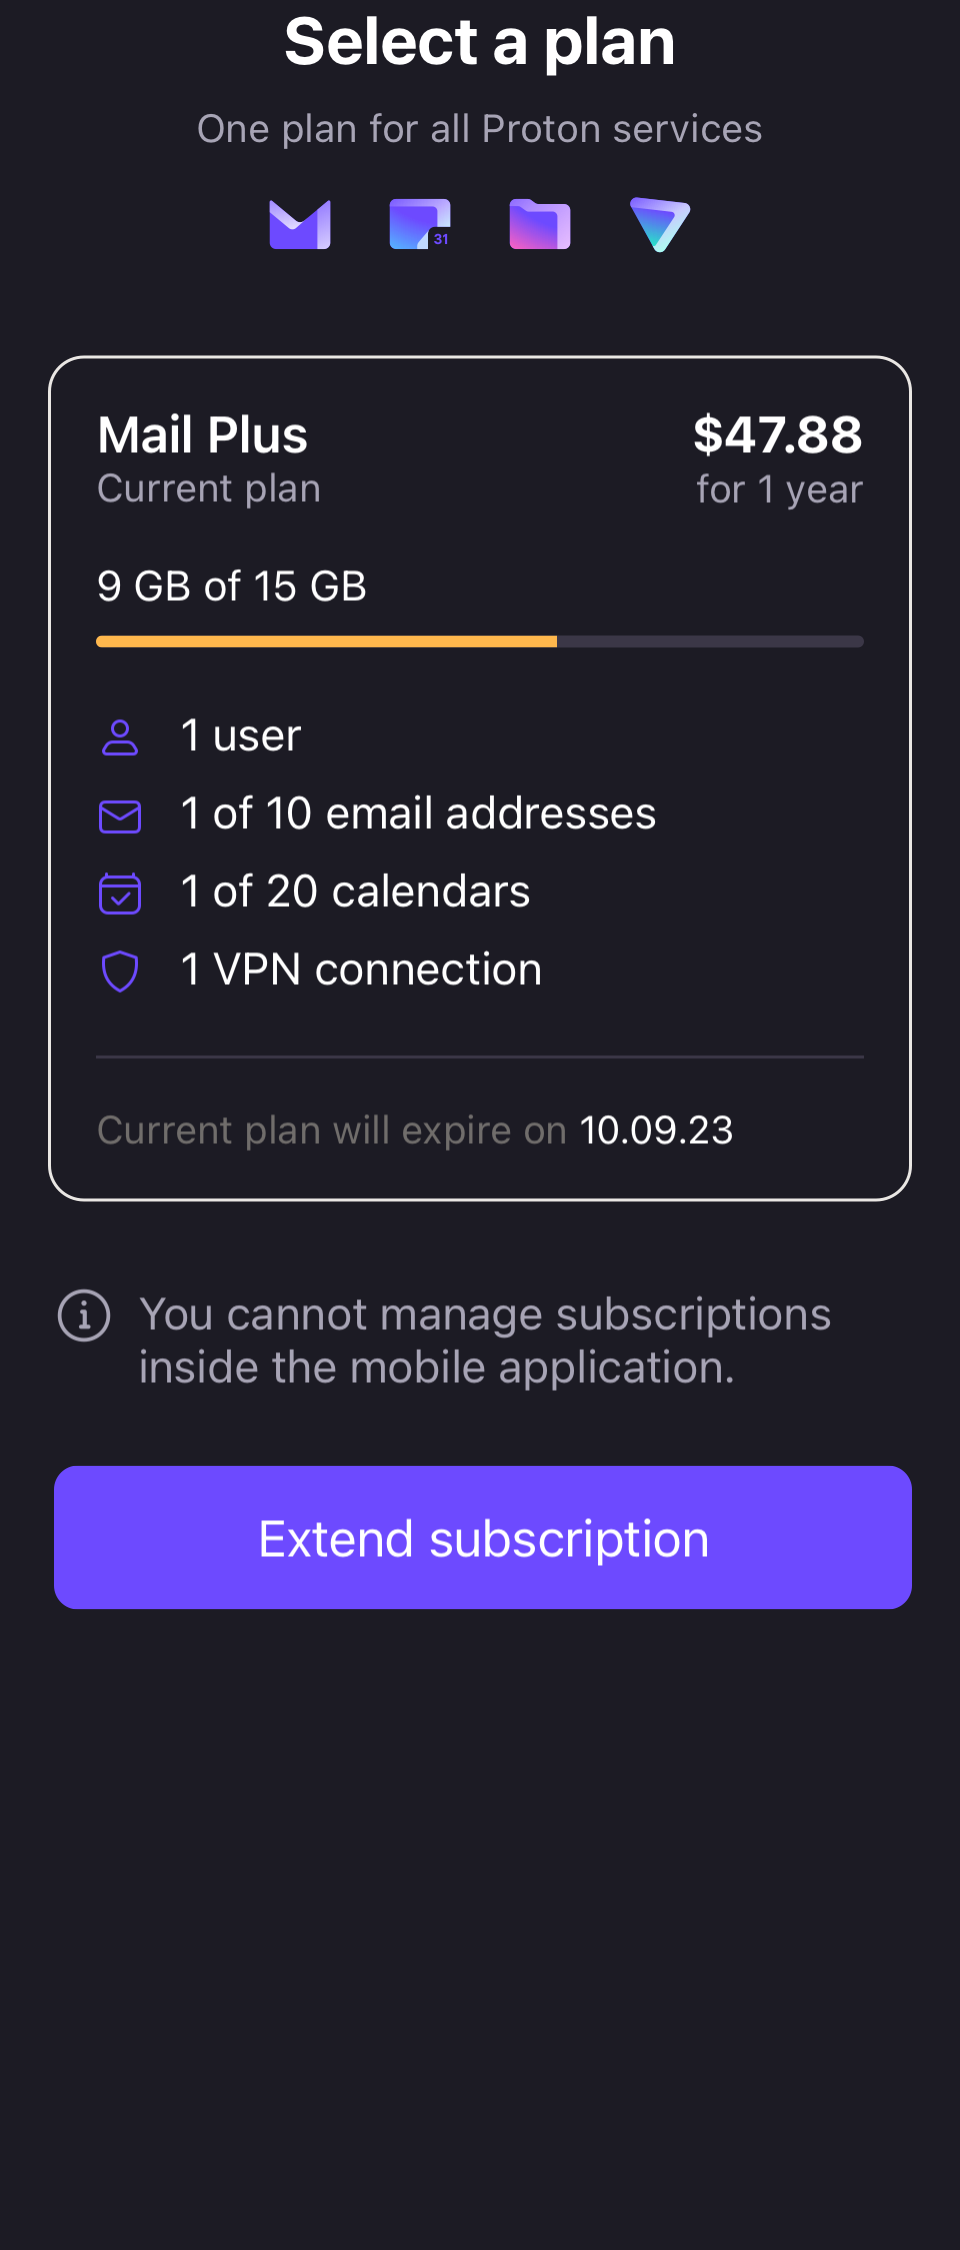 Select a plan
One plan for all Proton services
31
Mail Plus
$47.88
Current plan
for 1 year
9 GB of 15 GB
1 user
1 of 10 email addresses
1 of 20 calendars
1 VPN connection
Current plan will expire on 10.09.23
You cannot manage subscriptions
inside the mobile application.
Extend subscription